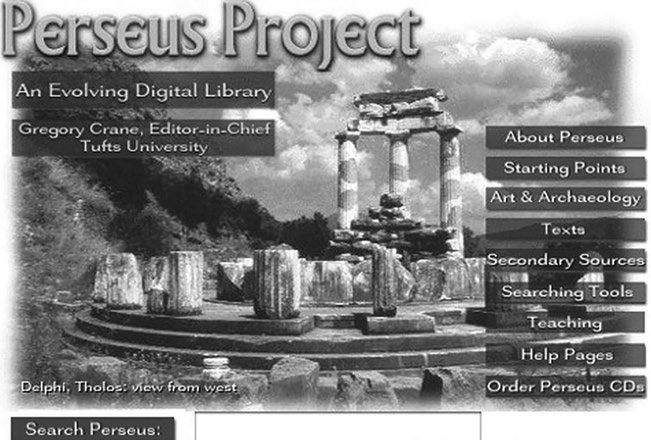 Perseus Project
An Evolving Digital Library
Gregory Crane, Editor-in-Chief
Tufts University
About Perseus
Starting Points
Art & Archaeology
Texts
Secondary Sources
Searching Tools
Teaching
Help Pages
Order Perseus CDs
Delphi, Tholos: view from west
Search Perseus: